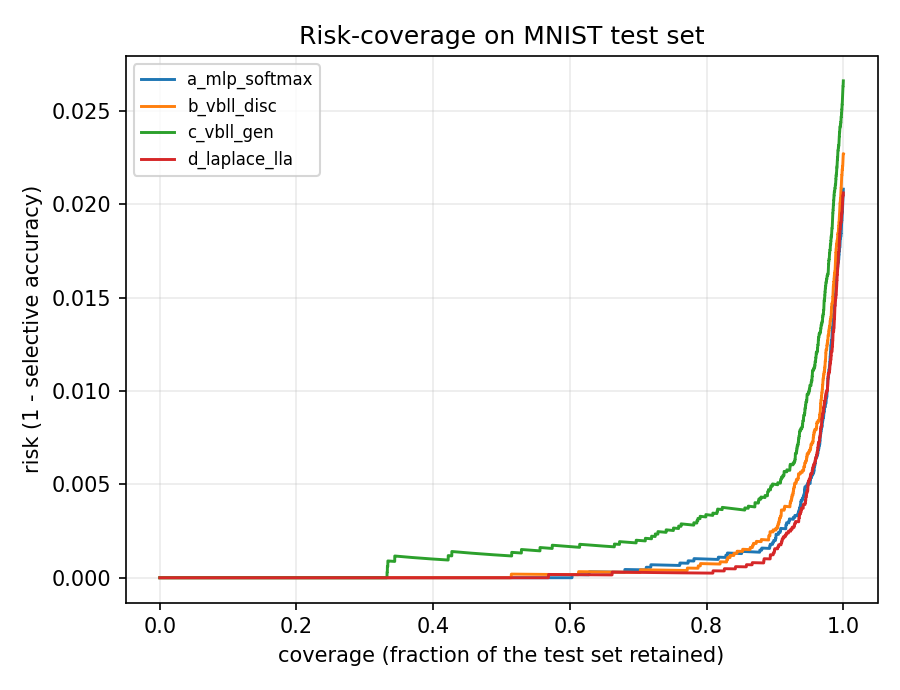 Risk-coverage on MNIST test set
a_mlp_softmax
b_vbll_disc
c_vbll_gen
d_laplace_lla
risk (1 - selective accuracy)
0.025
0.020
0.015
0.010
0.005
0.000
0.0 0.2 0.4 0.6 0.8 1.0
coverage (fraction of the test set retained)